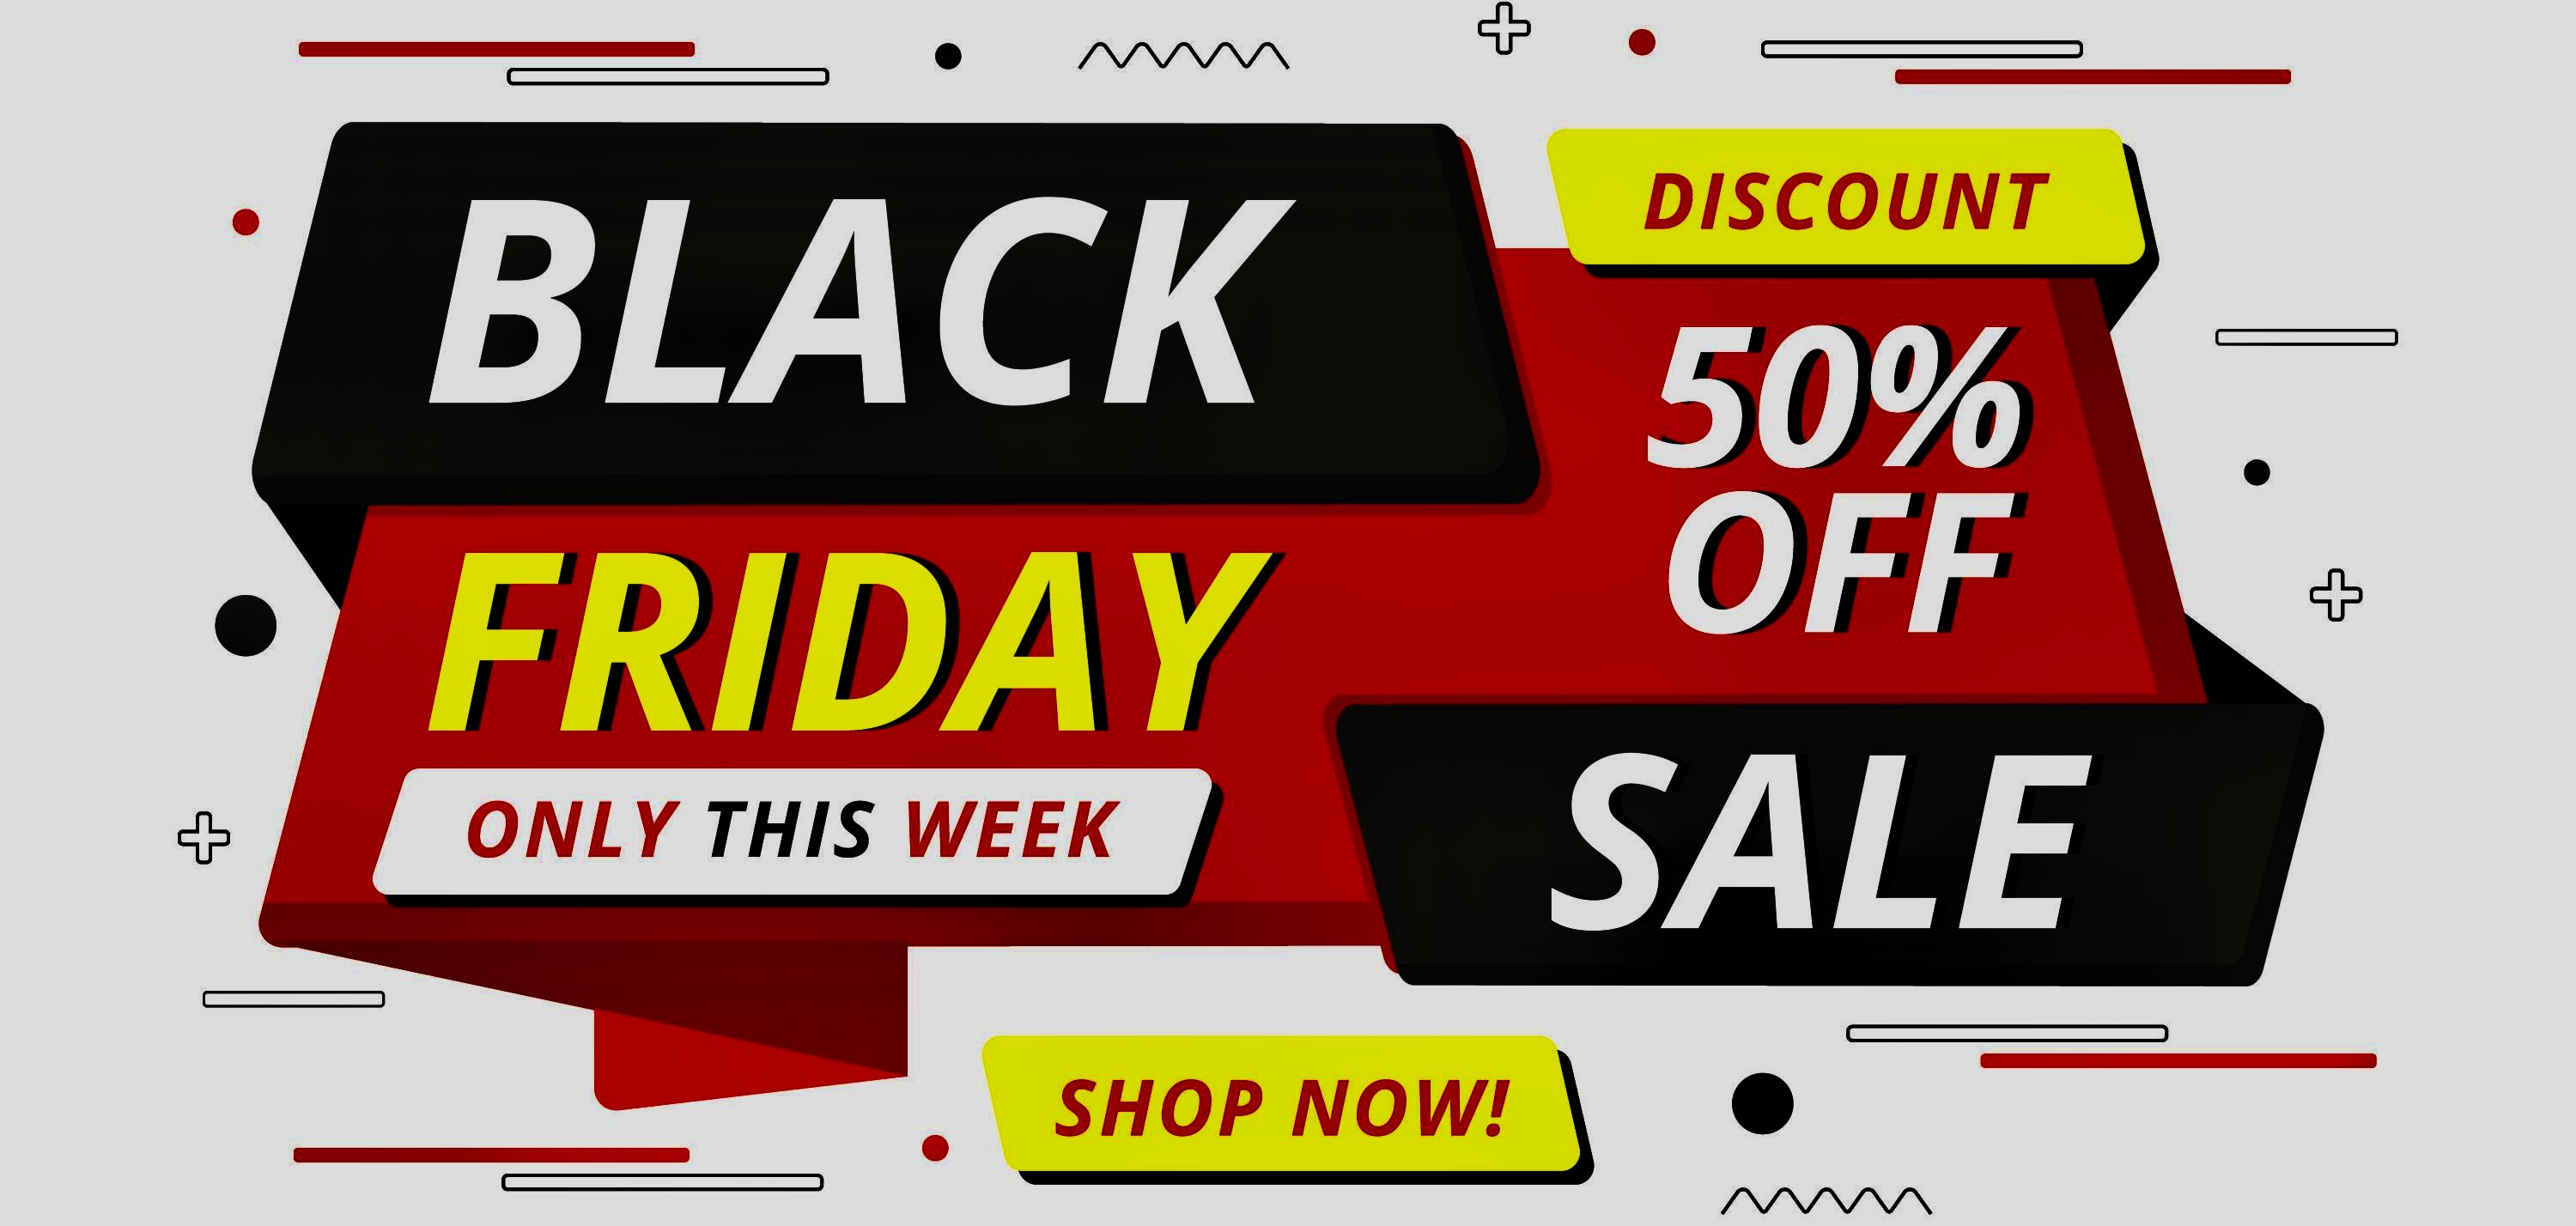 BLACK
FRIDAY
ONLY THIS WEEK
DISCOUNT
50%
OFF
SALE
SHOP NOW!